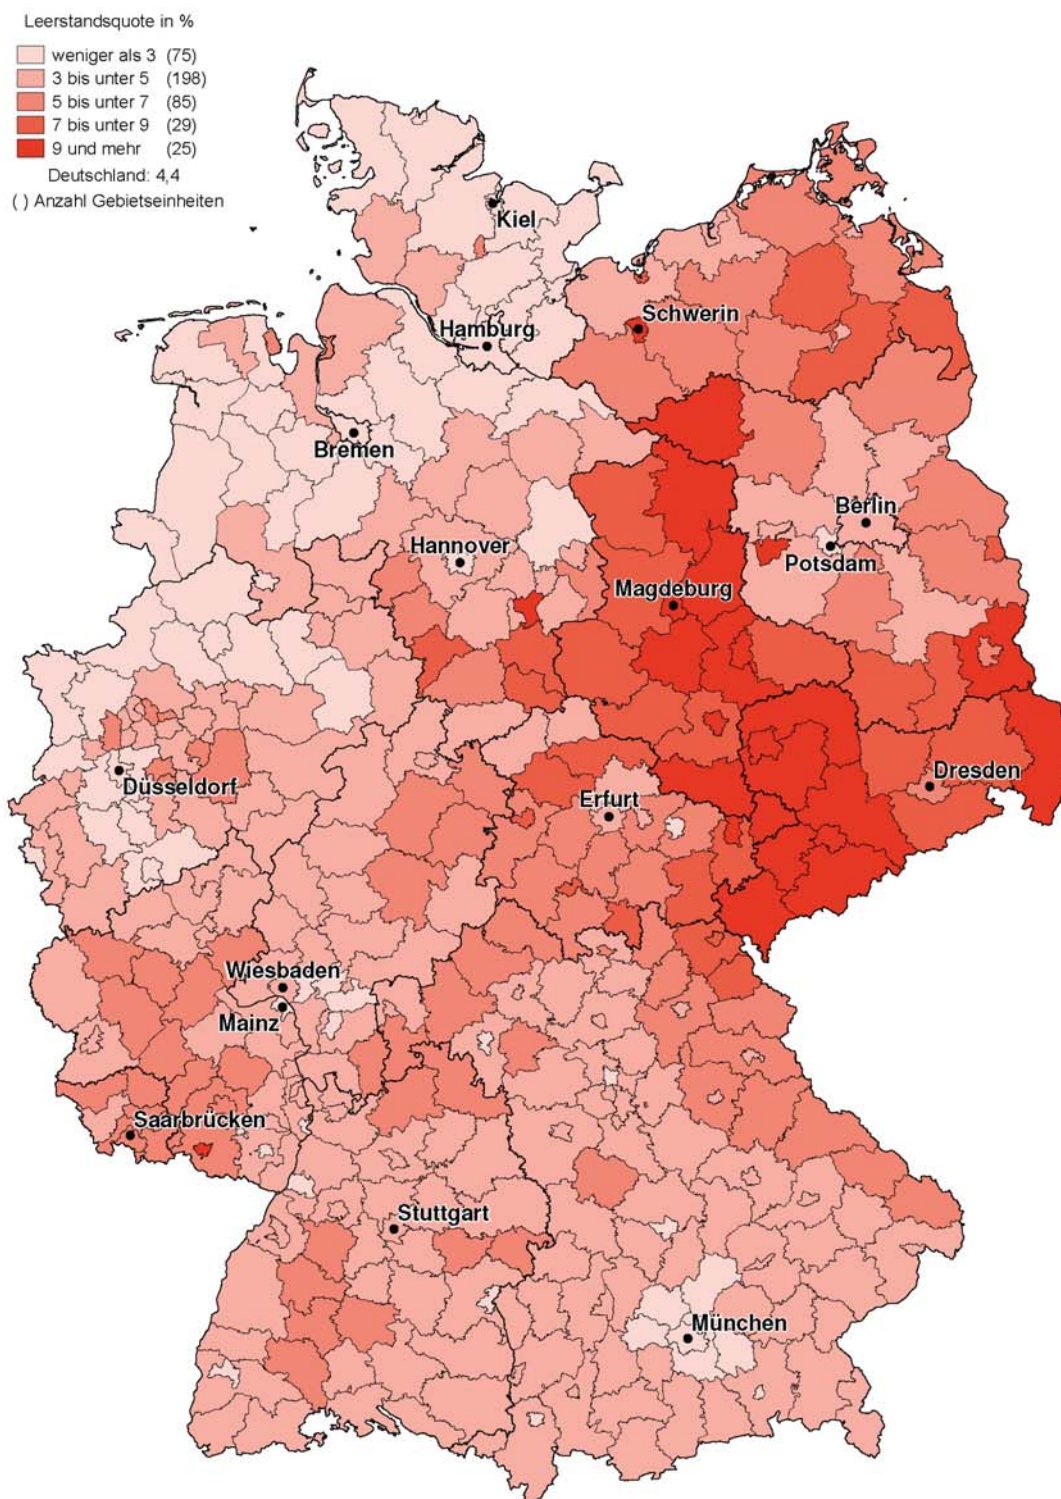 Leerstandsquote in %
weniger als 3 (75)
3 bis unter 5 (198)
5 bis unter 7 (85)
7 bis unter 9 (29)
9 und mehr (25)
Deutschland: 4,4
( ) Anzahl Gebietseinheiten
Kiel
Schwerin
Hamburg
Bremen
Berlin
Hannover
Potsdam
Magdeburg
Dresden
Düsseldorf
Erfurt
Wiesbaden
Mainz
Saarbrücken
Stuttgart
München